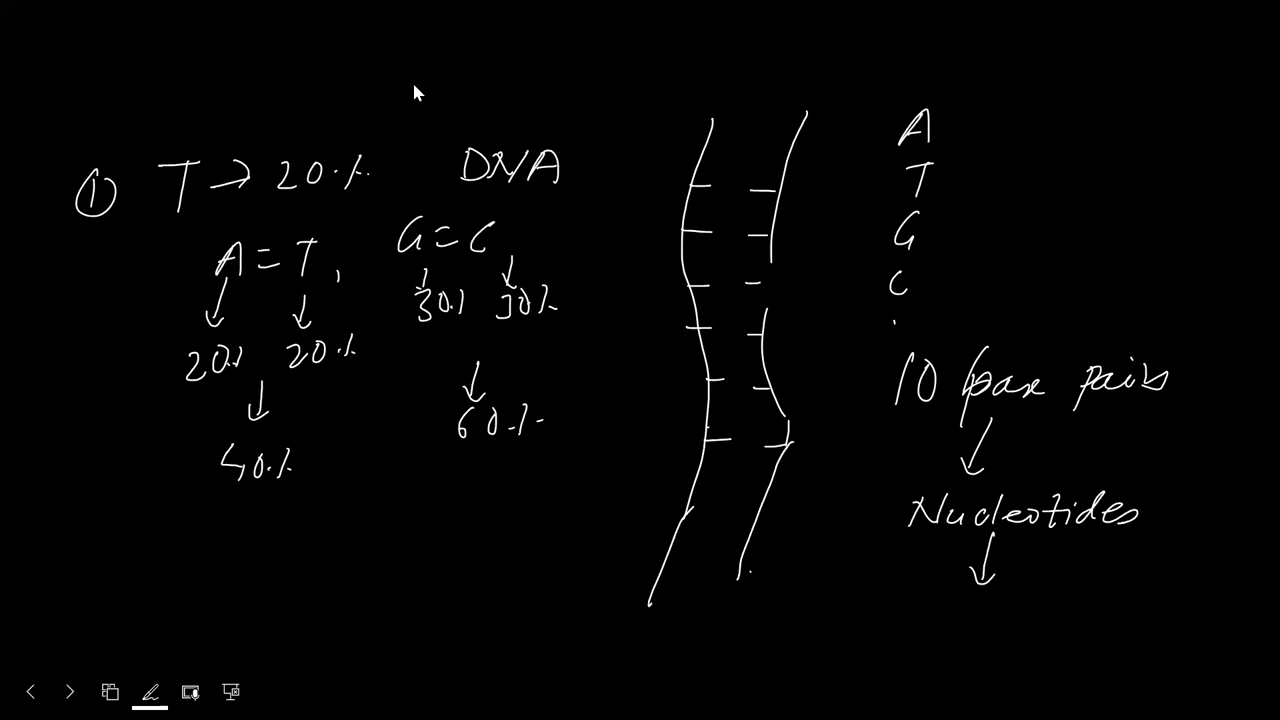 ① T → 20% DNA
A = T, G = C
30% 30%
20% 20%
60%
40%
A
T
G
C
10 base pairs
Nucleotides